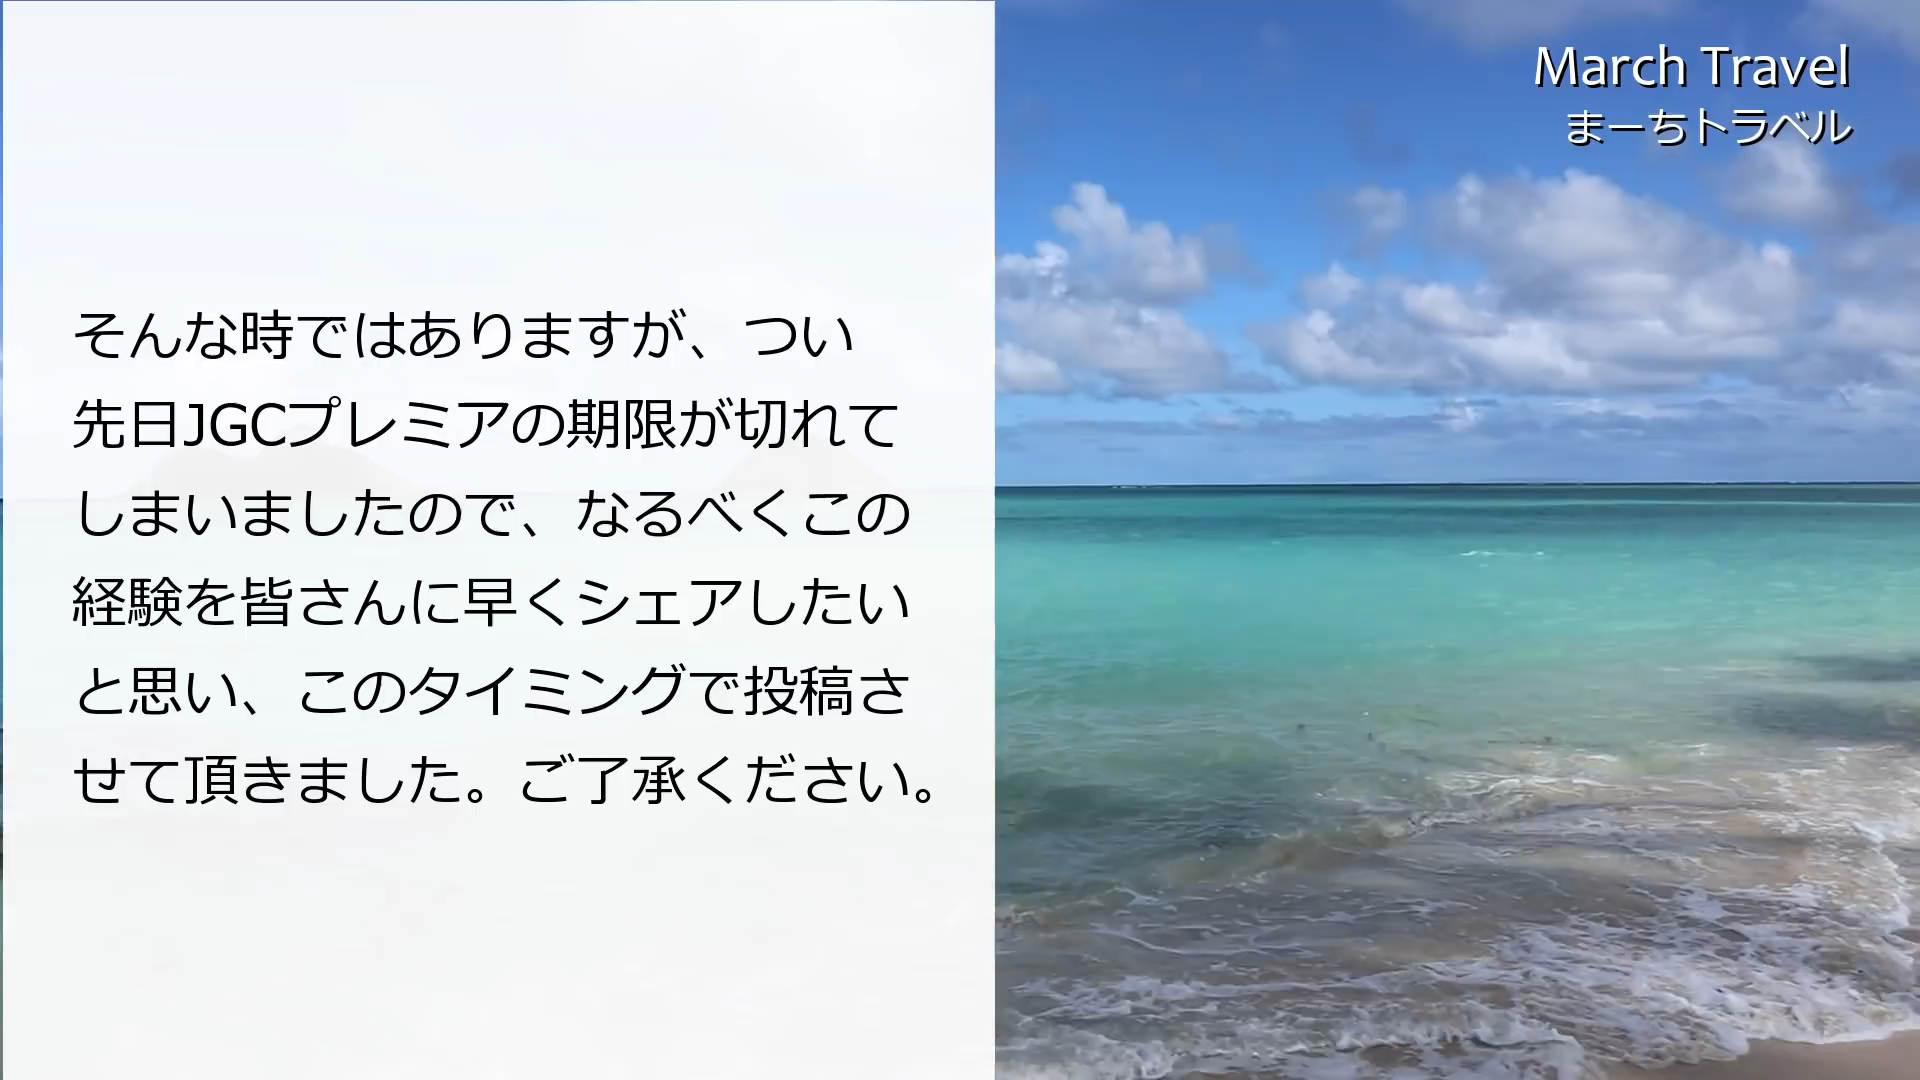 そんな時ではありますが、つい
先日JGCプレミアの期限が切れて
しまいましたので、なるべくこの
経験を皆さんに早くシェアしたい
と思い、このタイミングで投稿さ
せて頂きました。ご了承ください。
March Travel
まーちトラベル